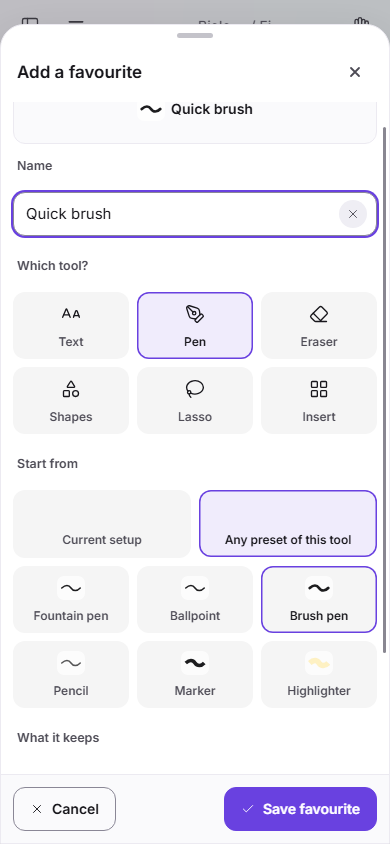 Add a favourite
Quick brush
Name
Quick brush
Which tool?
Text
Pen
Eraser
Shapes
Lasso
Insert
Start from
Current setup
Any preset of this tool
Fountain pen
Ballpoint
Brush pen
Pencil
Marker
Highlighter
What it keeps
Cancel
Save favourite